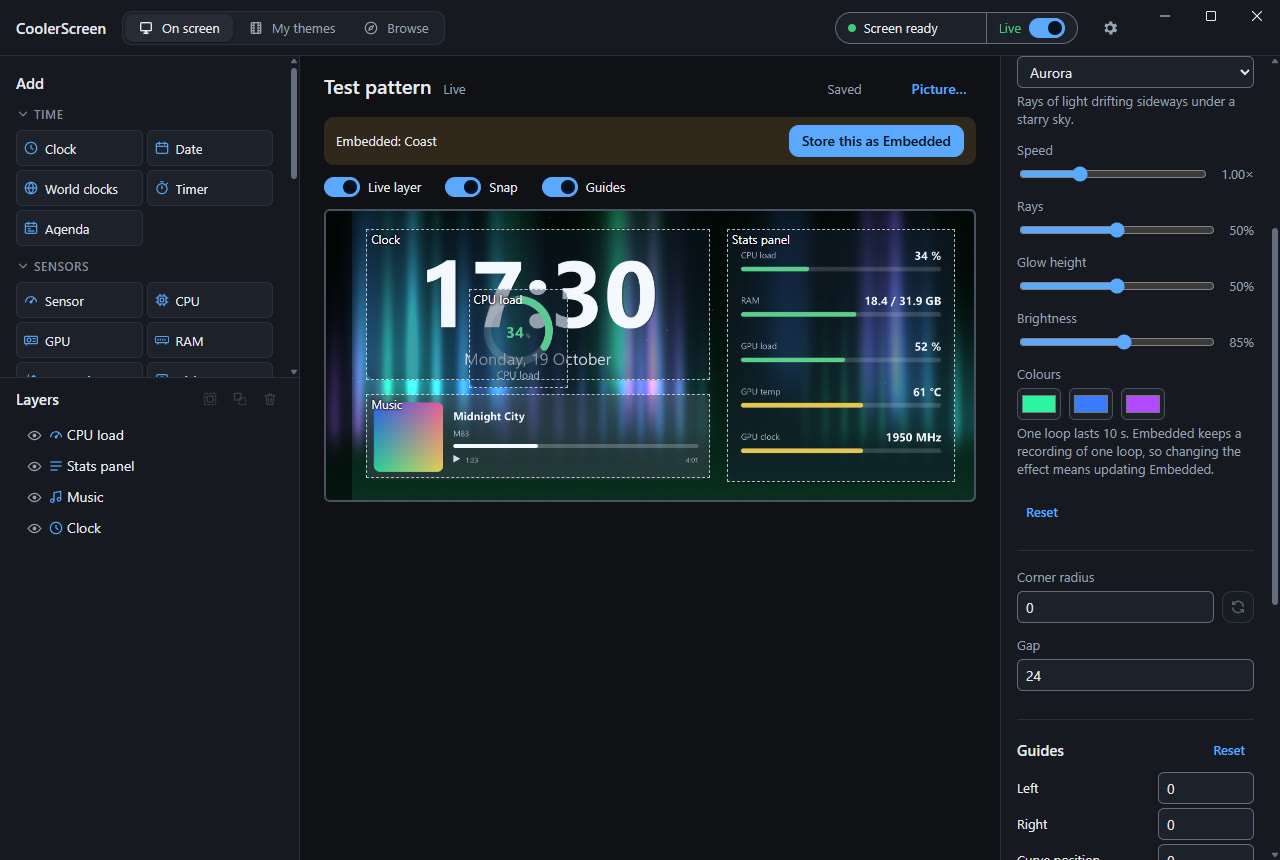 CoolerScreen
On screen
My themes
Browse
Screen ready
Live
Add
TIME
Clock
Date
World clocks
Timer
Agenda
SENSORS
Sensor
CPU
GPU
RAM
Layers
CPU load
Stats panel
Music
Clock
Test pattern
Live
Saved
Picture...
Embedded: Coast
Store this as Embedded
Live layer
Snap
Guides
Clock
17:30
CPU load
34 %
Monday, 19 October
CPU load
Music
Midnight City
M83
1:23
4:01
Stats panel
CPU load
34 %
RAM
18.4 / 31.9 GB
GPU load
52 %
GPU temp
61 °C
GPU clock
1950 MHz
Aurora
Rays of light drifting sideways under a
starry sky.
Speed
1.00×
Rays
50%
Glow height
50%
Brightness
85%
Colours
One loop lasts 10 s. Embedded keeps a
recording of one loop, so changing the
effect means updating Embedded.
Reset
Corner radius
0
Gap
24
Guides
Reset
Left
0
Right
0
Curve position
0